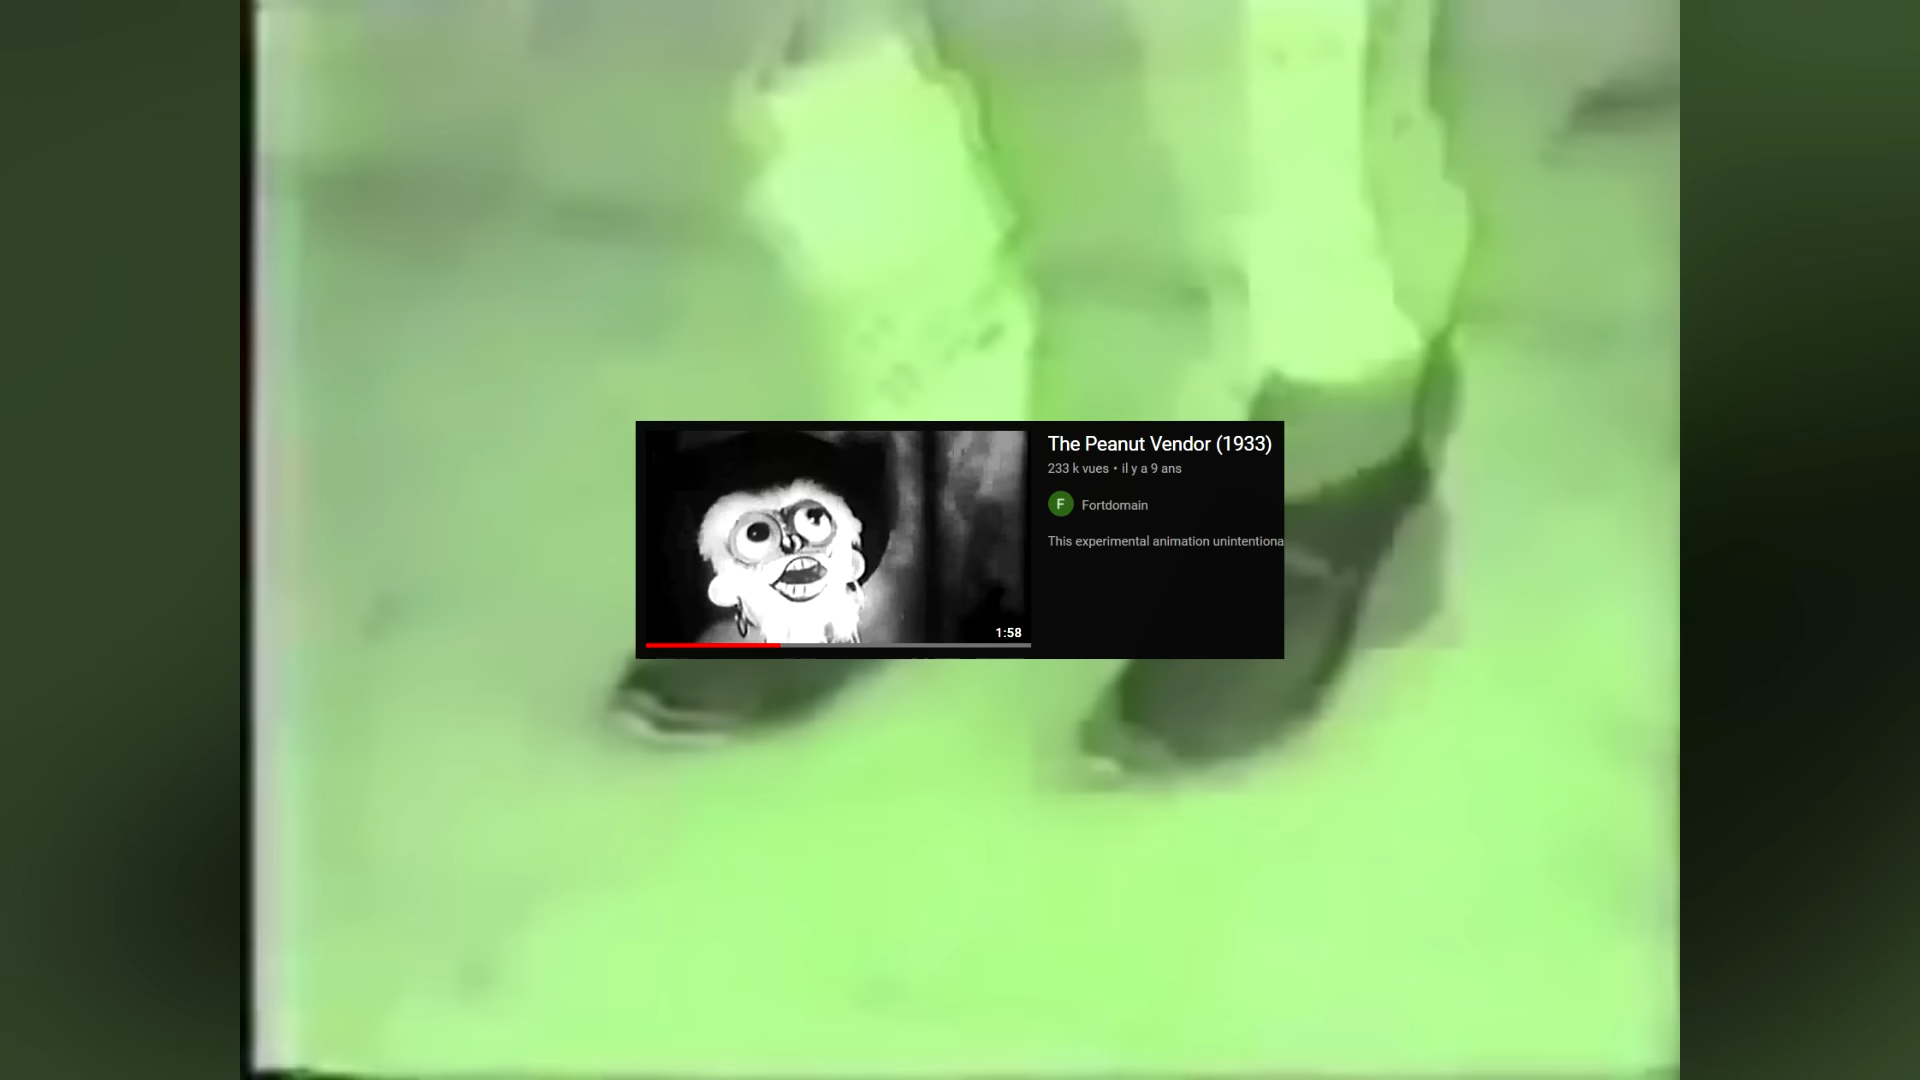 The Peanut Vendor (1933)
233 k vues • il y a 9 ans
F
Fortdomain
This experimental animation unintentiona
1:58